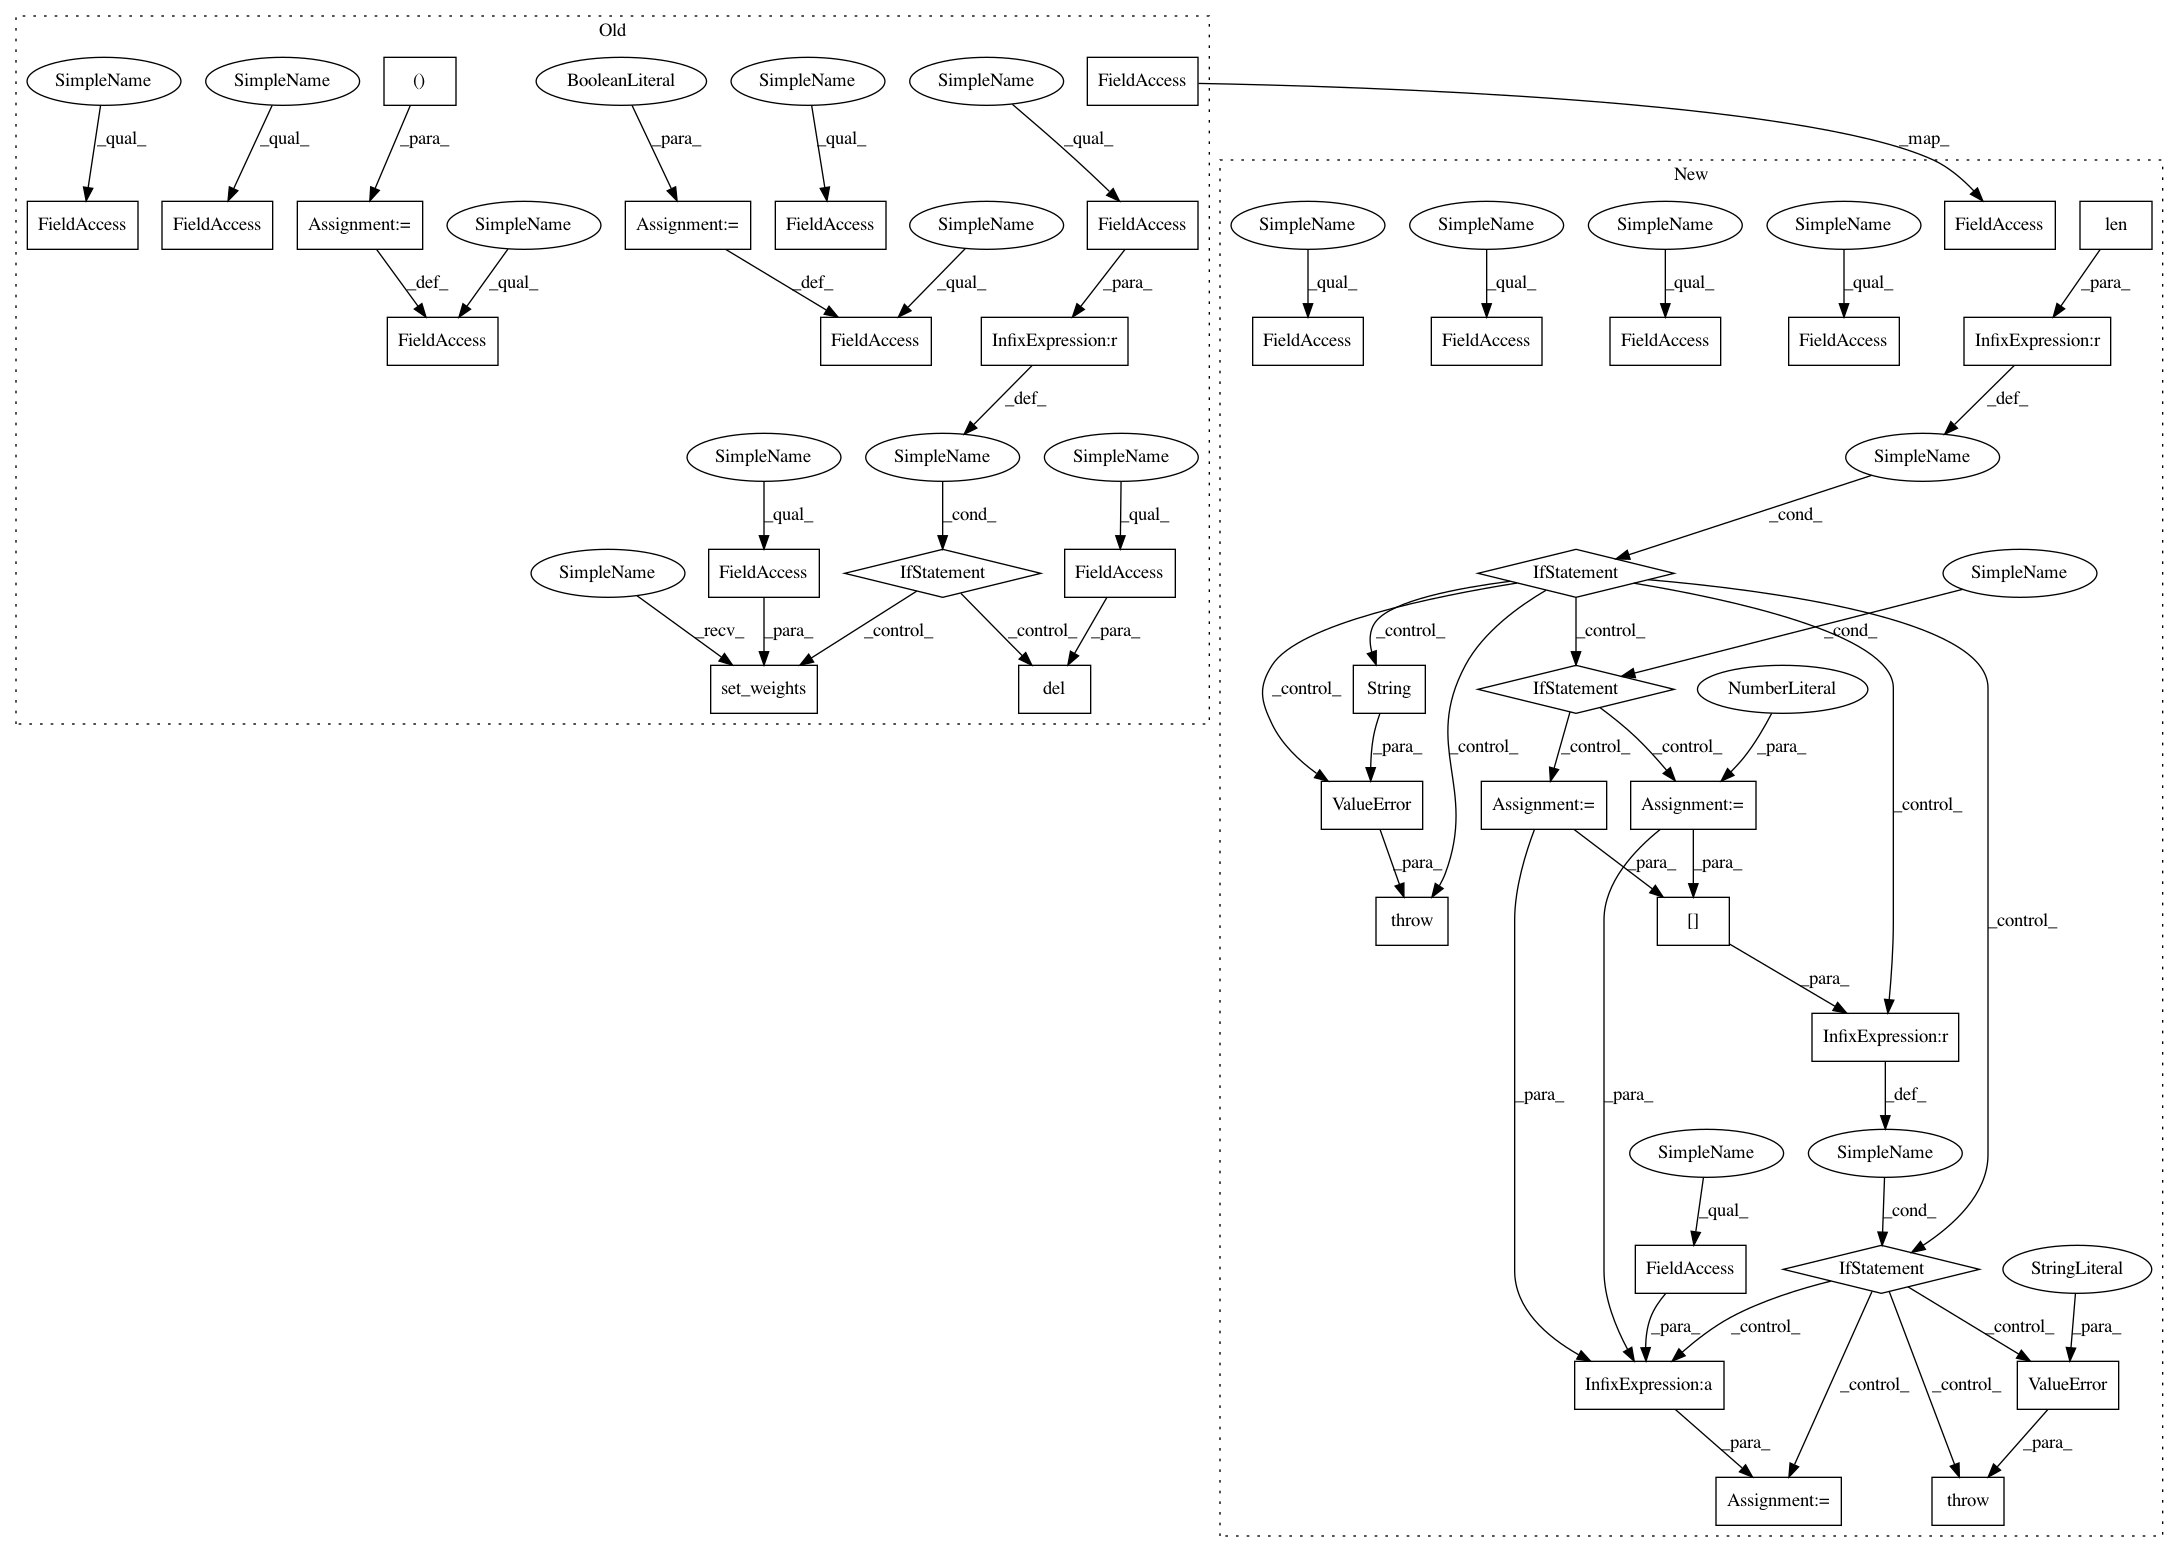 Old
SimpleName SimpleName () BooleanLiteral SimpleName SimpleName FieldAccess
_qual_ _qual_ _para_ _para_ _qual_ _qual_ _map_
New
FieldAccess FieldAccess Assignment:= SimpleName Assignment:= FieldAccess SimpleName FieldAccess SimpleName SimpleName SimpleName SimpleName FieldAccess len
_def_ _qual_ _def_ _qual_ _para_ _qual_ _qual_ _qual_ _qual_ _para_
FieldAccess FieldAccess InfixExpression:r FieldAccess FieldAccess FieldAccess FieldAccess InfixExpression:r
_def_ _def_
SimpleName SimpleName SimpleName SimpleName
_qual_ _cond_ _qual_ _cond_
SimpleName FieldAccess IfStatement FieldAccess IfStatement SimpleName
_recv_ _para_ _control_ _control_ _para_ _control_ _control_ _cond_
set_weights del _control_ String IfStatement NumberLiteral
_para_ _control_ _control_ _control_ _para_
ValueError Assignment:= Assignment:= _control_
_para_ _para_ _para_
throw [] _control_
_para_
InfixExpression:r
_para_ _para_ _def_
SimpleName SimpleName
_qual_ _cond_
FieldAccess IfStatement StringLiteral
_para_ _control_ _control_ _para_
InfixExpression:a _control_ _control_ ValueError
_para_ _para_
Assignment:= throw